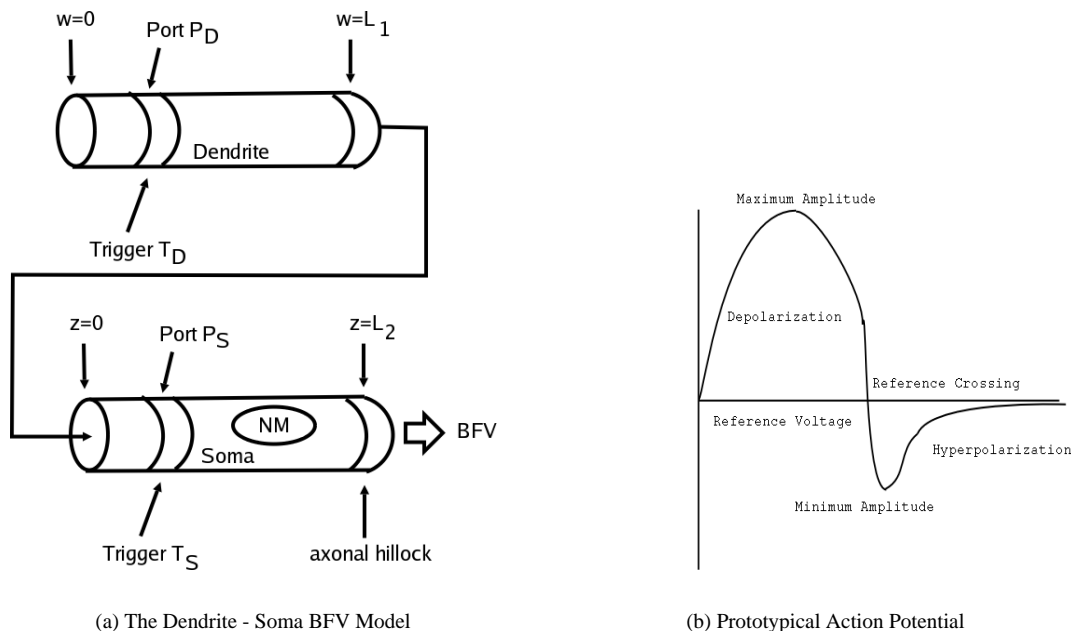 w=0
Port P_D
w=L_1
Dendrite
Trigger T_D
z=0
Port P_S
z=L_2
NM
Soma
BFV
Trigger T_S
axonal hillock
(a) The Dendrite - Soma BFV Model
Maximum Amplitude
Depolarization
Reference Crossing
Reference Voltage
Hyperpolarization
Minimum Amplitude
(b) Prototypical Action Potential